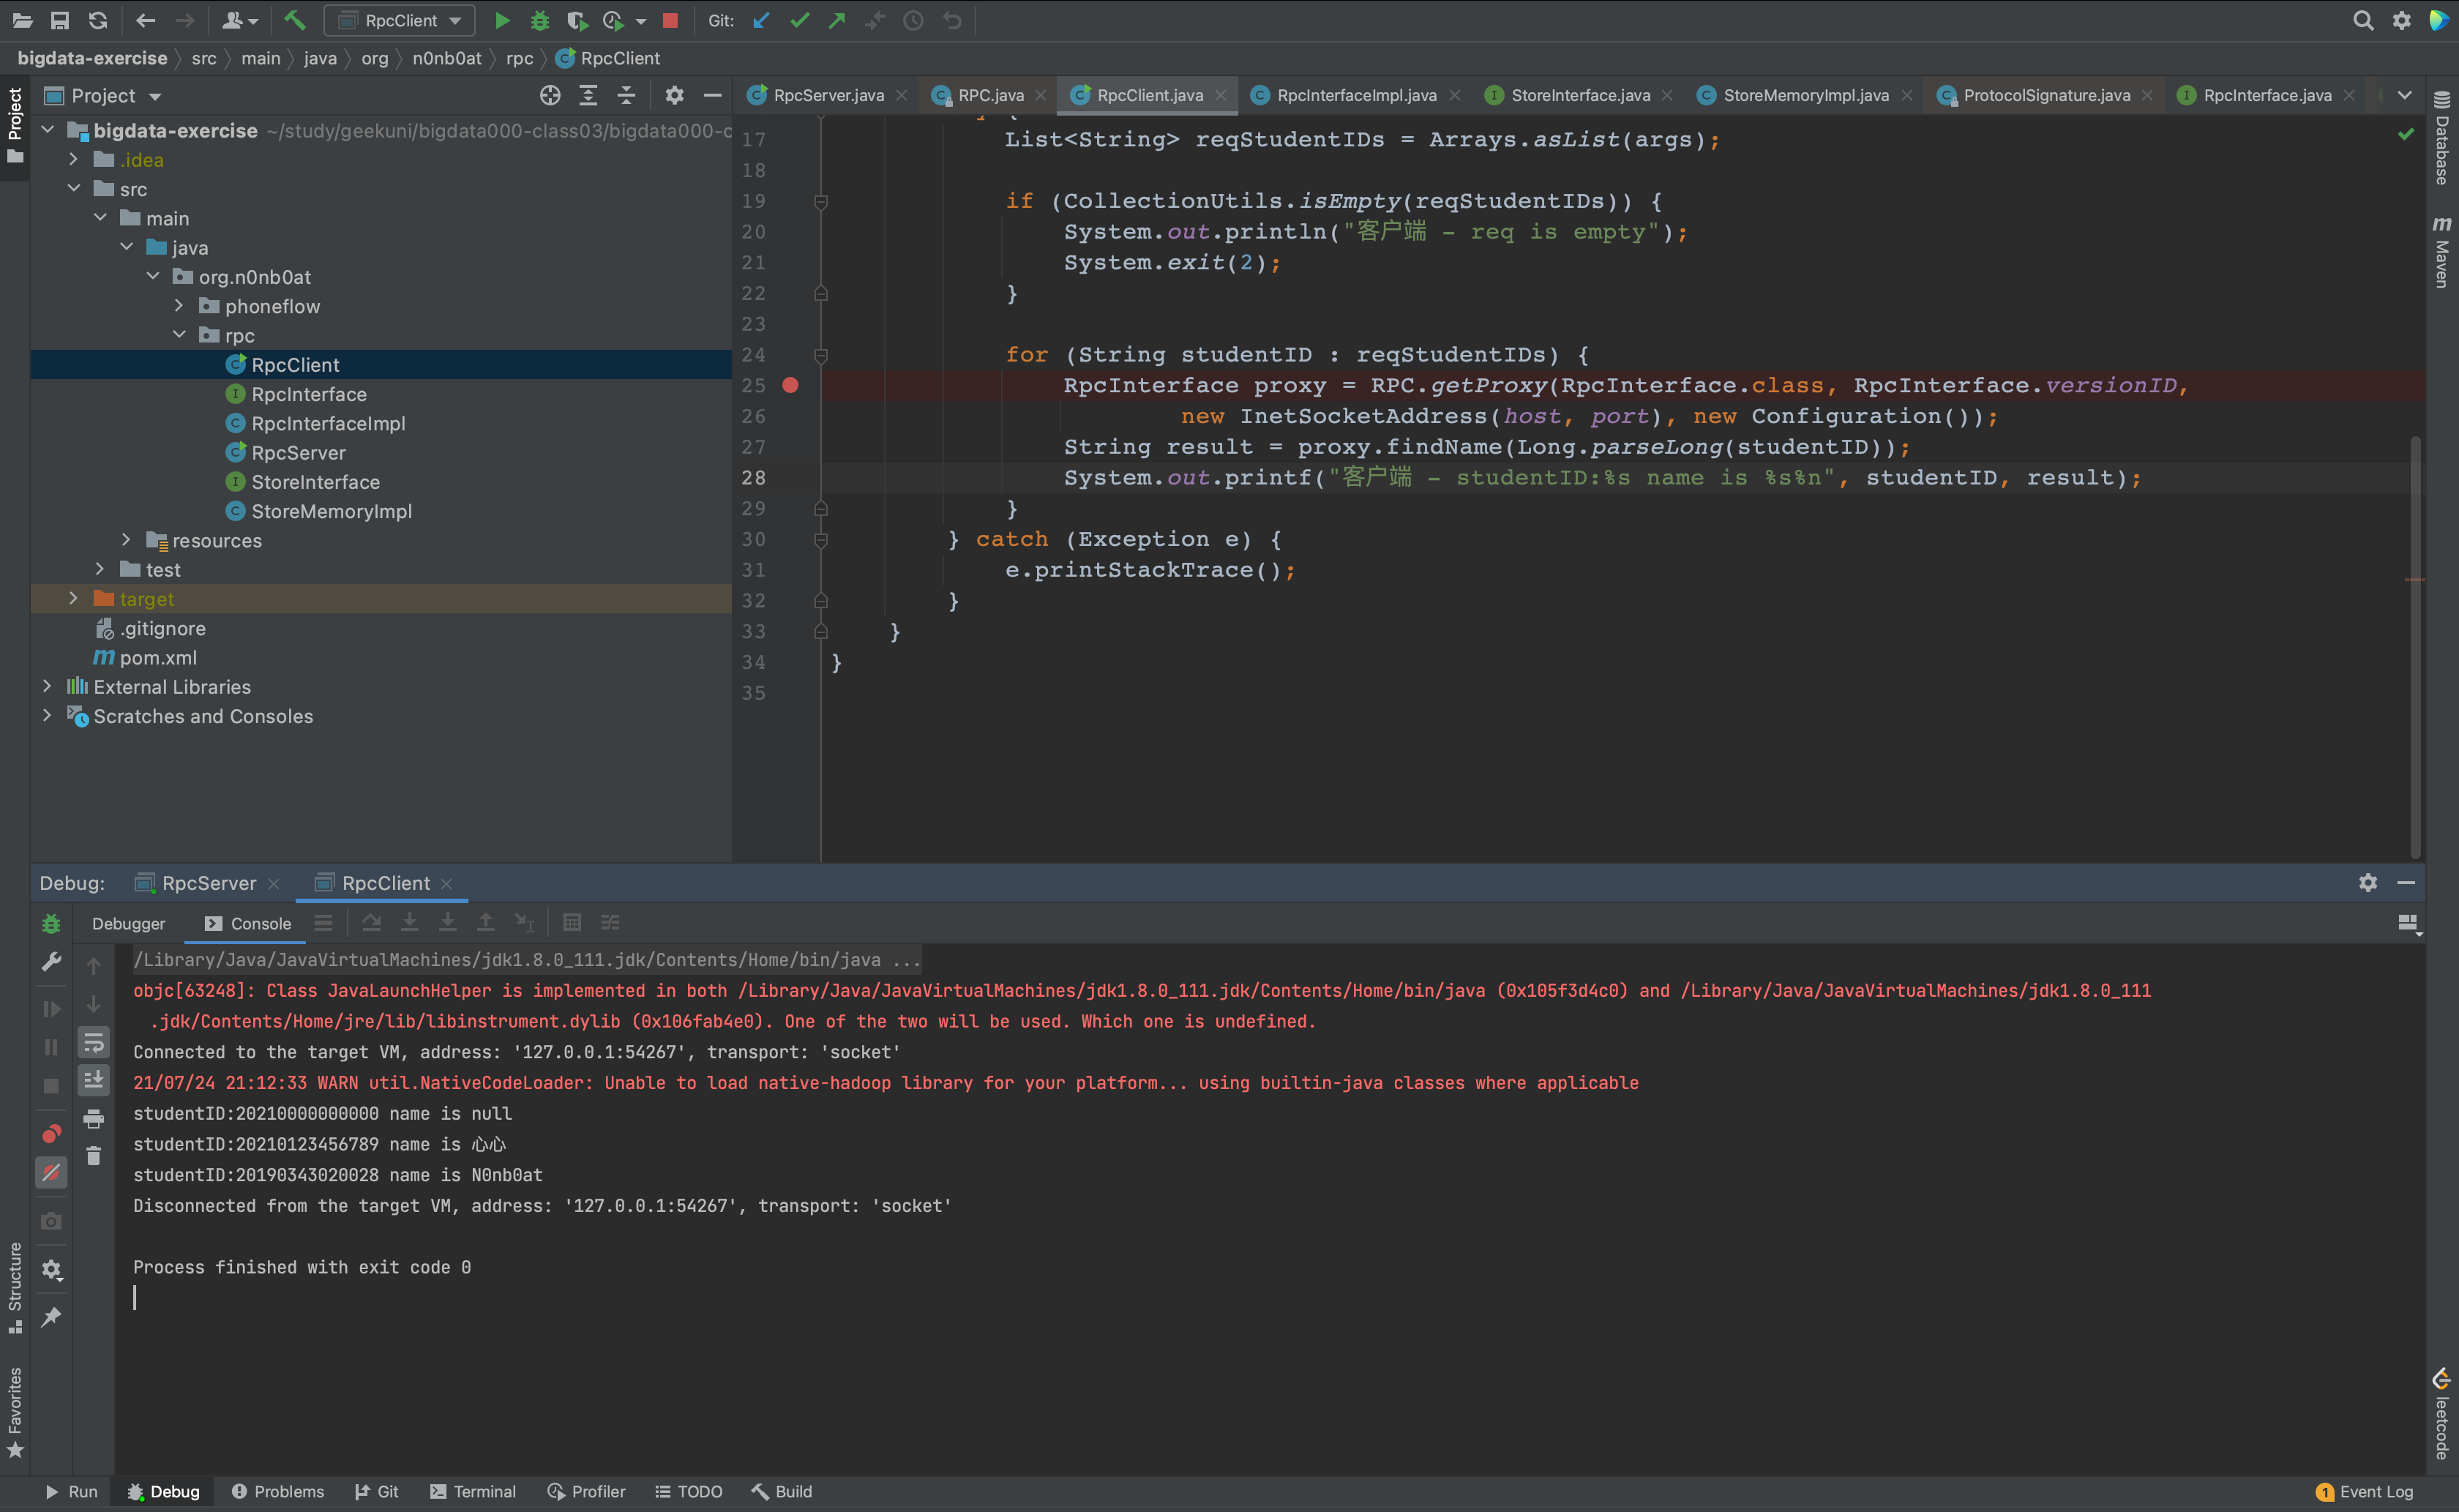 RpcClient
Git:
bigdata-exercise
src
main
java
org
n0nb0at
rpc
RpcClient
Project
Project
RpcServer.java
RPC.java
RpcClient.java
RpcInterfaceImpl.java
StoreInterface.java
StoreMemoryImpl.java
ProtocolSignature.java
RpcInterface.java
bigdata-exercise ~/study/geekuni/bigdata000-class03/bigdata000-c
.idea
src
main
java
org.n0nb0at
phoneflow
rpc
RpcClient
RpcInterface
RpcInterfaceImpl
RpcServer
StoreInterface
StoreMemoryImpl
resources
test
target
.gitignore
pom.xml
External Libraries
Scratches and Consoles
17 List<String> reqStudentIDs = Arrays.asList(args);
18
19 if (CollectionUtils.isEmpty(reqStudentIDs)) {
20 System.out.println("客户端 - req is empty");
21 System.exit(2);
22 }
23
24 for (String studentID : reqStudentIDs) {
25 RpcInterface proxy = RPC.getProxy(RpcInterface.class, RpcInterface.versionID,
26 new InetSocketAddress(host, port), new Configuration());
27 String result = proxy.findName(Long.parseLong(studentID));
28 System.out.printf("客户端 - studentID:%s name is %s%n", studentID, result);
29 }
30 } catch (Exception e) {
31 e.printStackTrace();
32 }
33 }
34 }
35
Database
Maven
Debug:
RpcServer
RpcClient
Debugger
Console
/Library/Java/JavaVirtualMachines/jdk1.8.0_111.jdk/Contents/Home/bin/java ...
objc[63248]: Class JavaLaunchHelper is implemented in both /Library/Java/JavaVirtualMachines/jdk1.8.0_111.jdk/Contents/Home/bin/java (0x105f3d4c0) and /Library/Java/JavaVirtualMachines/jdk1.8.0_111
.jdk/Contents/Home/jre/lib/libinstrument.dylib (0x106fab4e0). One of the two will be used. Which one is undefined.
Connected to the target VM, address: '127.0.0.1:54267', transport: 'socket'
21/07/24 21:12:33 WARN util.NativeCodeLoader: Unable to load native-hadoop library for your platform... using builtin-java classes where applicable
studentID:20210000000000 name is null
studentID:20210123456789 name is 心心
studentID:20190343020028 name is N0nb0at
Disconnected from the target VM, address: '127.0.0.1:54267', transport: 'socket'
Process finished with exit code 0
Structure
Favorites
leetcode
Run
Debug
Problems
Git
Terminal
Profiler
TODO
Build
1 Event Log